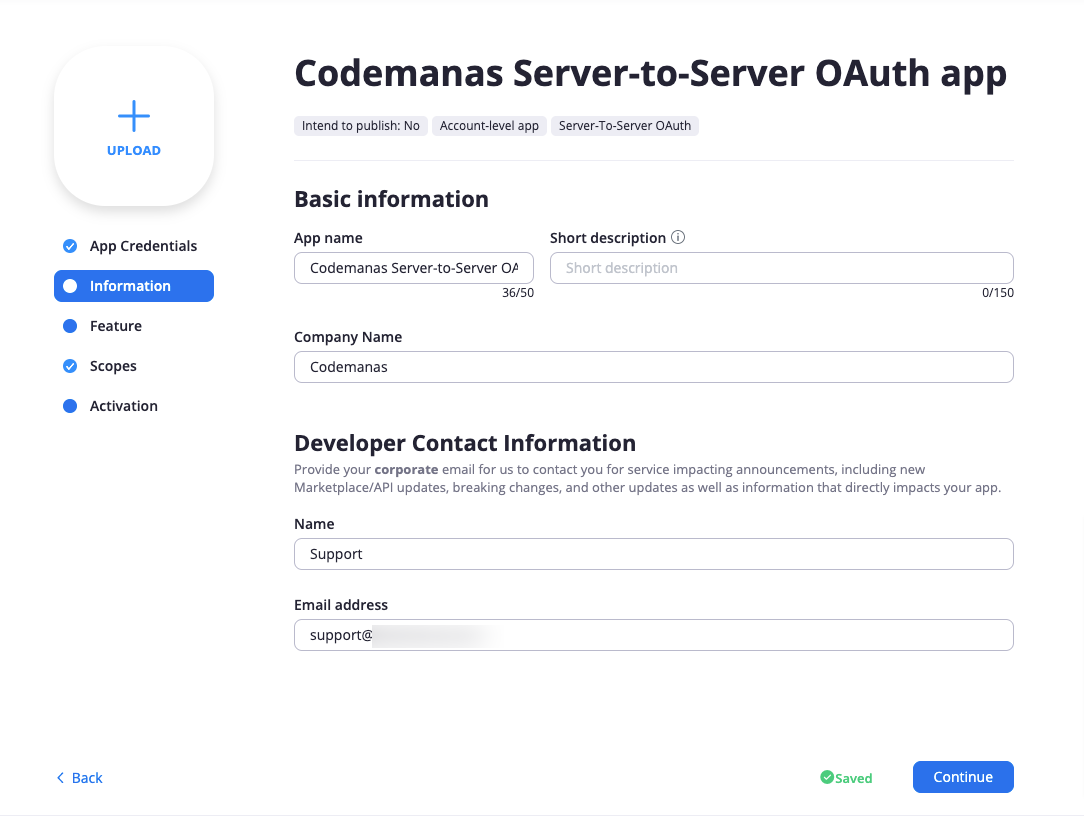 UPLOAD
App Credentials
Information
Feature
Scopes
Activation
Codemanas Server-to-Server OAuth app
Intend to publish: No Account-level app Server-To-Server OAuth
Basic information
App name Short description
Codemanas Server-to-Server OA Short description
36/50 0/150
Company Name
Codemanas
Developer Contact Information
Provide your corporate email for us to contact you for service impacting announcements, including new
Marketplace/API updates, breaking changes, and other updates as well as information that directly impacts your app.
Name
Support
Email address
support@
Back Saved Continue